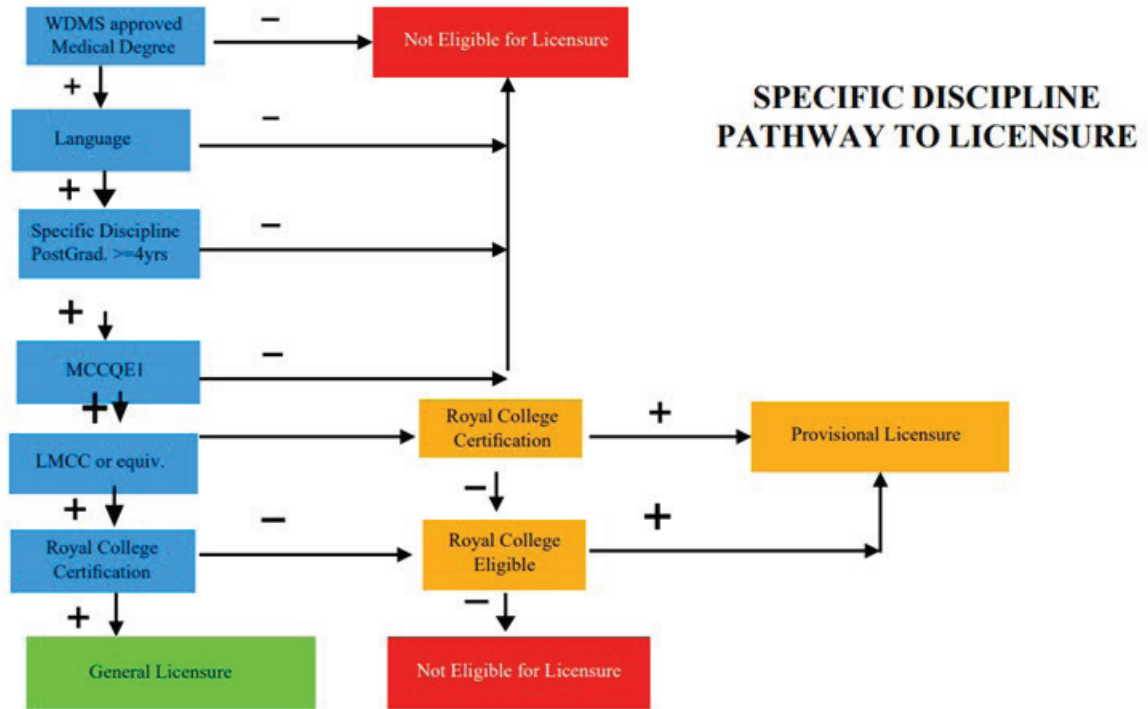 WDMS approved
Medical Degree
−
Not Eligible for Licensure
SPECIFIC DISCIPLINE
PATHWAY TO LICENSURE
+
Language
−
+
Specific Discipline
PostGrad. >=4yrs
−
+
MCCQE1
−
+
LMCC or equiv.
Royal College
Certification
+
Provisional Licensure
+
−
Royal College
Certification
−
Royal College
Eligible
+
+
−
General Licensure
Not Eligible for Licensure